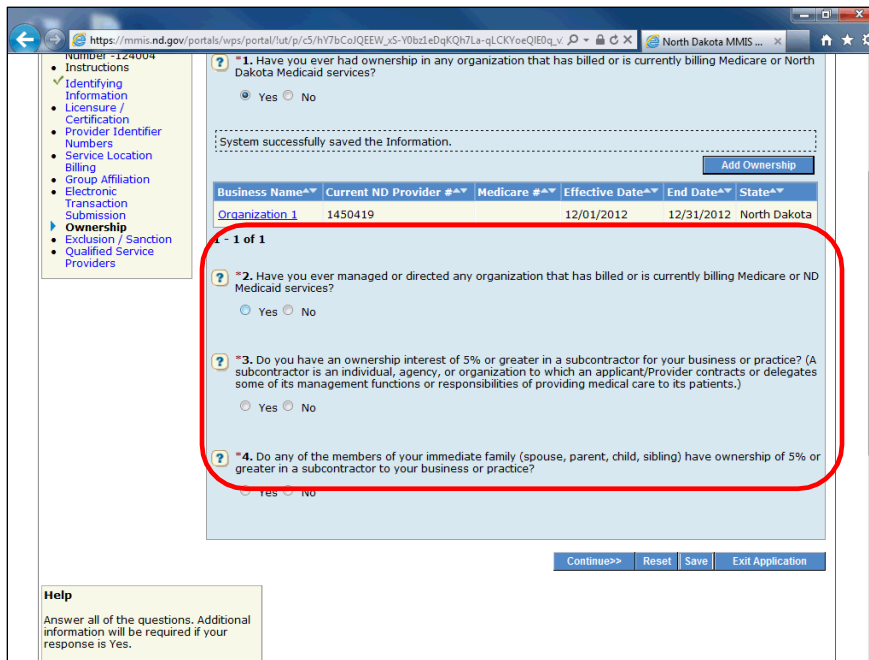 https://mmis.nd.gov/portals/wps/portal/!ut/p/c5/hY7bCoJQEEW_xS-Y0bz1eDqKQh7La-qLCKYoeQIE0q_v
North Dakota MMIS ...
Number -124004
Instructions
Identifying
Information
Licensure /
Certification
Provider Identifier
Numbers
Service Location
Billing
Group Affiliation
Electronic
Transaction
Submission
Ownership
Exclusion / Sanction
Qualified Service
Providers
*1. Have you ever had ownership in any organization that has billed or is currently billing Medicare or North
Dakota Medicaid services?
Yes No
System successfully saved the Information.
Add Ownership
Business Name Current ND Provider # Medicare # Effective Date End Date State
Organization 1 1450419 12/01/2012 12/31/2012 North Dakota
1 - 1 of 1
*2. Have you ever managed or directed any organization that has billed or is currently billing Medicare or ND
Medicaid services?
Yes No
*3. Do you have an ownership interest of 5% or greater in a subcontractor for your business or practice? (A
subcontractor is an individual, agency, or organization to which an applicant/Provider contracts or delegates
some of its management functions or responsibilities of providing medical care to its patients.)
Yes No
*4. Do any of the members of your immediate family (spouse, parent, child, sibling) have ownership of 5% or
greater in a subcontractor to your business or practice?
Yes No
Continue>> Reset Save Exit Application
Help
Answer all of the questions. Additional
information will be required if your
response is Yes.